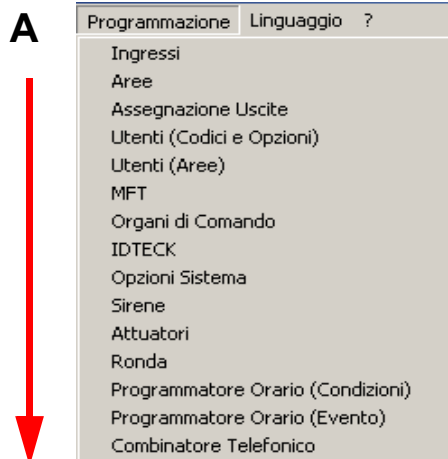 A
Programmazione Linguaggio ?
Ingressi
Aree
Assegnazione Uscite
Utenti (Codici e Opzioni)
Utenti (Aree)
MFT
Organi di Comando
IDTECK
Opzioni Sistema
Sirene
Attuatori
Ronda
Programmatore Orario (Condizioni)
Programmatore Orario (Evento)
Combinatore Telefonico